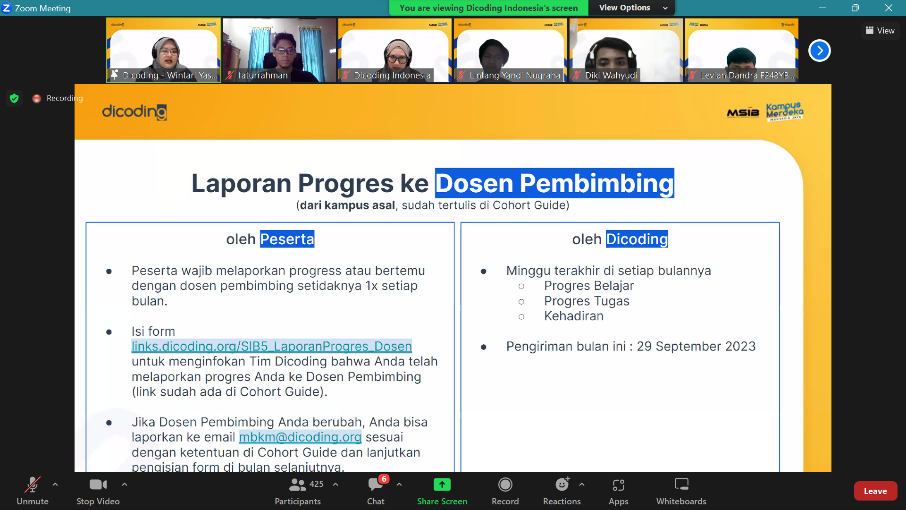 Zoom Meeting
You are viewing Dicoding Indonesia's screen
View Options
View
Dicoding - Wintari Yas...
faturrahman
Dicoding Indonesia
Lintang Yandi Nugraha
Diki Wahyudi
Levian Dandra F248YB...
Recording
dicoding
MSIB
Kampus
Merdeka
Laporan Progres ke Dosen Pembimbing
(dari kampus asal, sudah tertulis di Cohort Guide)
oleh Peserta
● Peserta wajib melaporkan progress atau bertemu
dengan dosen pembimbing setidaknya 1x setiap
bulan.
● Isi form
links.dicoding.org/SIB5_LaporanProgres_Dosen
untuk menginfokan Tim Dicoding bahwa Anda telah
melaporkan progres Anda ke Dosen Pembimbing
(link sudah ada di Cohort Guide).
● Jika Dosen Pembimbing Anda berubah, Anda bisa
laporkan ke email mbkm@dicoding.org sesuai
dengan ketentuan di Cohort Guide dan lanjutkan
pengisian form di bulan selanjutnya.
oleh Dicoding
● Minggu terakhir di setiap bulannya
○ Progres Belajar
○ Progres Tugas
○ Kehadiran
● Pengiriman bulan ini : 29 September 2023
Unmute
Stop Video
425
Participants
6
Chat
Share Screen
Record
Reactions
Apps
Whiteboards
Leave